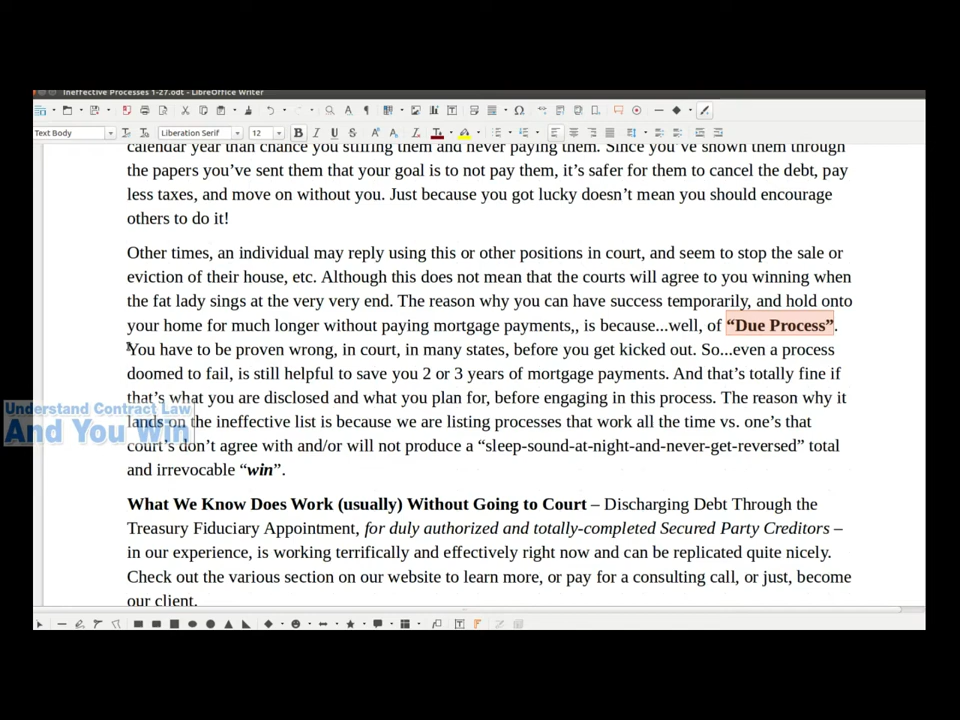 Ineffective Processes 1-27.odt - LibreOffice Writer
Text Body
Liberation Serif
12
calendar year than chance you stiffing them and never paying them. Since you've shown them through
the papers you've sent them that your goal is to not pay them, it's safer for them to cancel the debt, pay
less taxes, and move on without you. Just because you got lucky doesn't mean you should encourage
others to do it!
Other times, an individual may reply using this or other positions in court, and seem to stop the sale or
eviction of their house, etc. Although this does not mean that the courts will agree to you winning when
the fat lady sings at the very very end. The reason why you can have success temporarily, and hold onto
your home for much longer without paying mortgage payments,, is because...well, of “Due Process”.
You have to be proven wrong, in court, in many states, before you get kicked out. So...even a process
doomed to fail, is still helpful to save you 2 or 3 years of mortgage payments. And that's totally fine if
that's what you are disclosed and what you plan for, before engaging in this process. The reason why it
lands on the ineffective list is because we are listing processes that work all the time vs. one's that
court's don't agree with and/or will not produce a “sleep-sound-at-night-and-never-get-reversed” total
and irrevocable “win”.
Understand Contract Law
And You Win
What We Know Does Work (usually) Without Going to Court – Discharging Debt Through the
Treasury Fiduciary Appointment, for duly authorized and totally-completed Secured Party Creditors –
in our experience, is working terrifically and effectively right now and can be replicated quite nicely.
Check out the various section on our website to learn more, or pay for a consulting call, or just, become
our client.